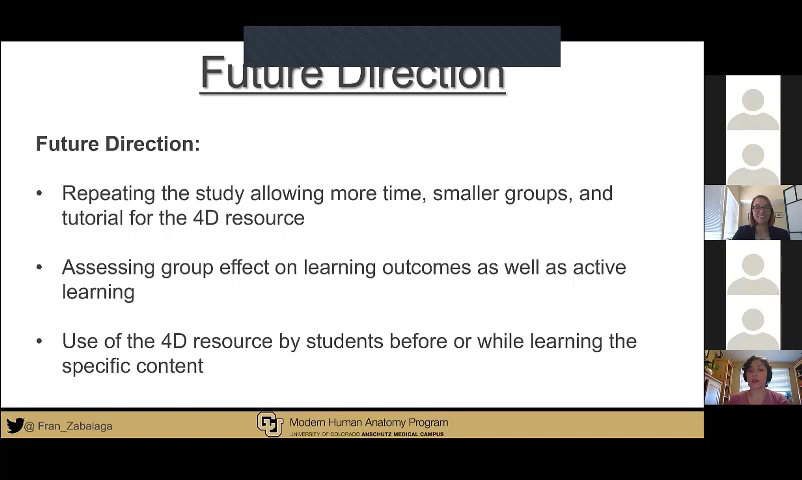 Future Direction
Future Direction:
• Repeating the study allowing more time, smaller groups, and
tutorial for the 4D resource
• Assessing group effect on learning outcomes as well as active
learning
• Use of the 4D resource by students before or while learning the
specific content
@ Fran_Zabalaga
Modern Human Anatomy Program
UNIVERSITY OF COLORADO ANSCHUTZ MEDICAL CAMPUS